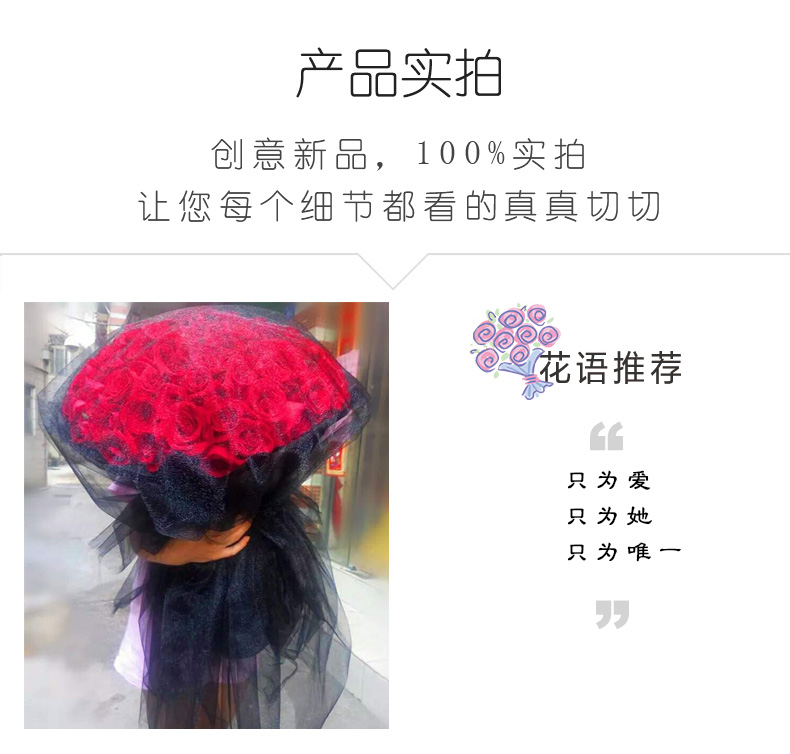 产品实拍
创意新品，100%实拍
让您每个细节都看的真真切切
花语推荐
“
只为爱
只为她
只为唯一
”